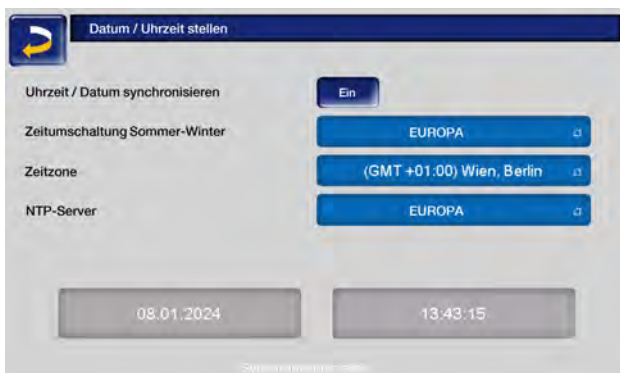 Datum / Uhrzeit stellen
Uhrzeit / Datum synchronisieren Ein
Zeitumschaltung Sommer-Winter EUROPA
Zeitzone (GMT +01:00) Wien, Berlin
NTP-Server EUROPA
08.01.2024 13:43:15